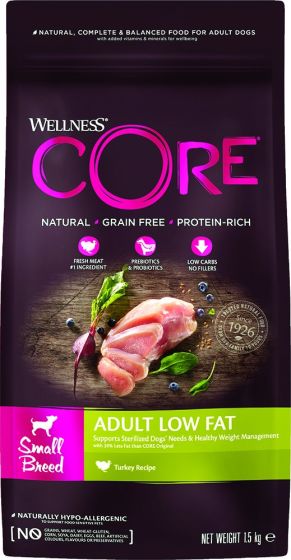 NATURAL, COMPLETE & BALANCED FOOD FOR ADULT DOGS
with added vitamins & minerals for wellbeing
WELLNESS®
CORE®
NATURAL • GRAIN FREE • PROTEIN-RICH
FRESH MEAT
#1 INGREDIENT
PREBIOTICS
& PROBIOTICS
LOW CARBS
NO FILLERS
SINCE
1926
ADULT LOW FAT
Supports Sterilized Dogs' Needs & Healthy Weight Management
with 30% Less Fat than CORE Original
Small
Breed
Turkey Recipe
NATURALLY HYPO-ALLERGENIC
TO SUPPORT FOOD SENSITIVE PETS
[NO GRAINS, WHEAT, WHEAT-GLUTEN,
CORN, SOYA, DAIRY, EGGS, BEEF, ARTIFICIAL
COLOURS, FLAVOURS OR PRESERVATIVES]
NET WEIGHT 1.5 kg